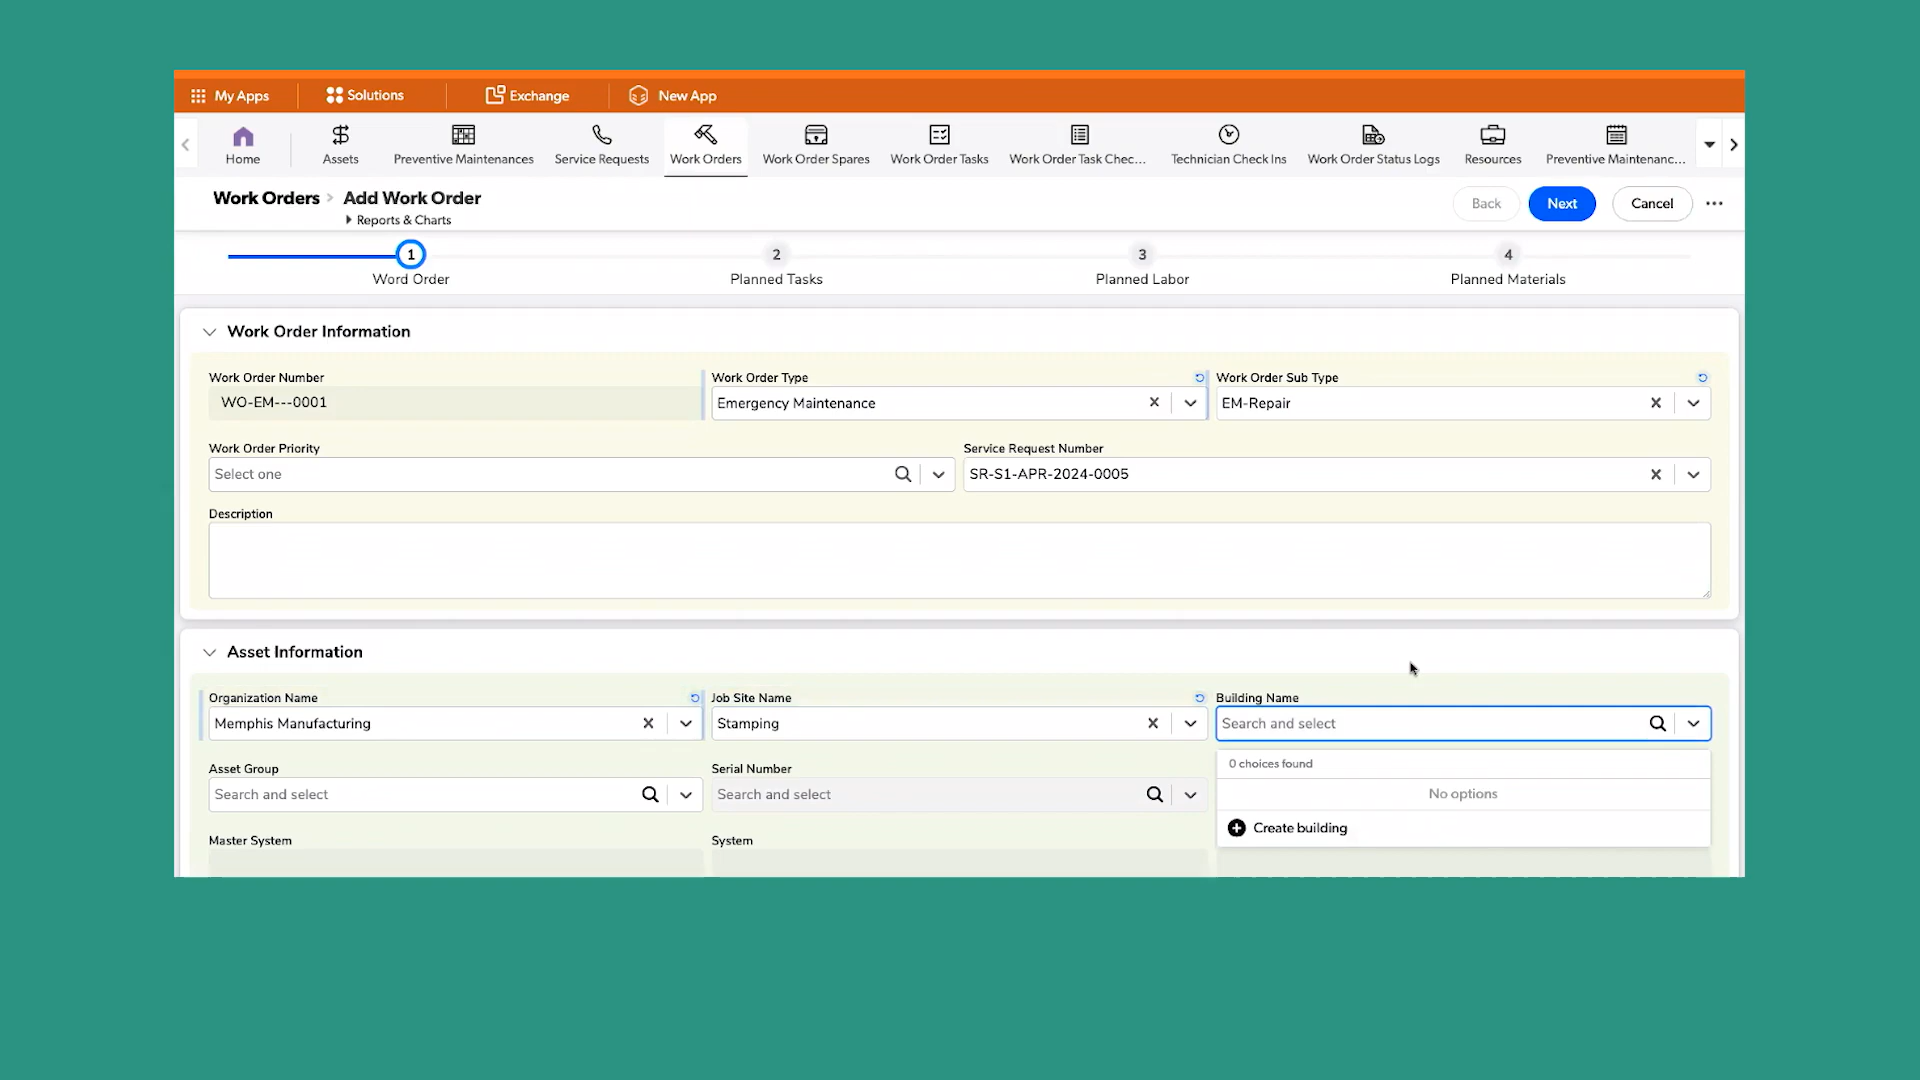 My Apps
Solutions
Exchange
New App
Home
Assets
Preventive Maintenances
Service Requests
Work Orders
Work Order Spares
Work Order Tasks
Work Order Task Chec...
Technician Check Ins
Work Order Status Logs
Resources
Preventive Maintenanc...
Work Orders > Add Work Order
Reports & Charts
Back
Next
Cancel
1
Word Order
2
Planned Tasks
3
Planned Labor
4
Planned Materials
Work Order Information
Work Order Number
WO-EM---0001
Work Order Type
Emergency Maintenance
Work Order Sub Type
EM-Repair
Work Order Priority
Select one
Service Request Number
SR-S1-APR-2024-0005
Description
Asset Information
Organization Name
Memphis Manufacturing
Job Site Name
Stamping
Building Name
Search and select
0 choices found
No options
Create building
Asset Group
Search and select
Serial Number
Search and select
Master System
System